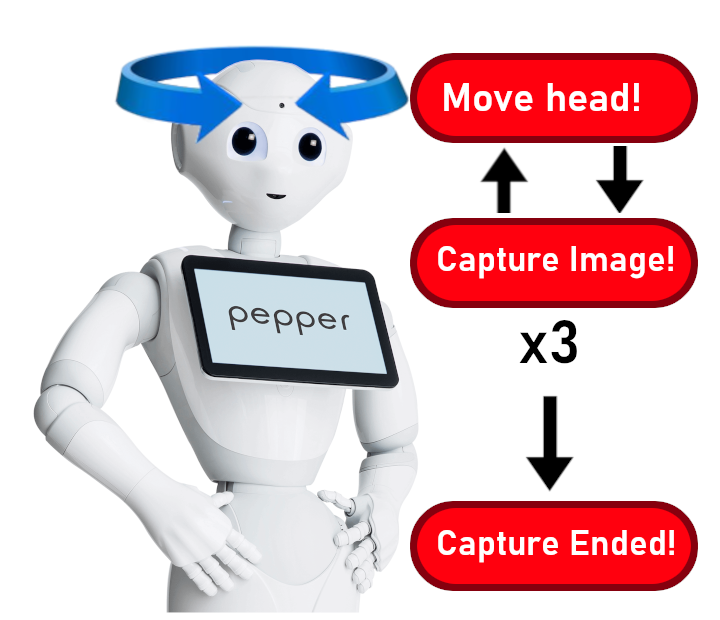 Move head!
Capture Image!
pepper
x3
Capture Ended!